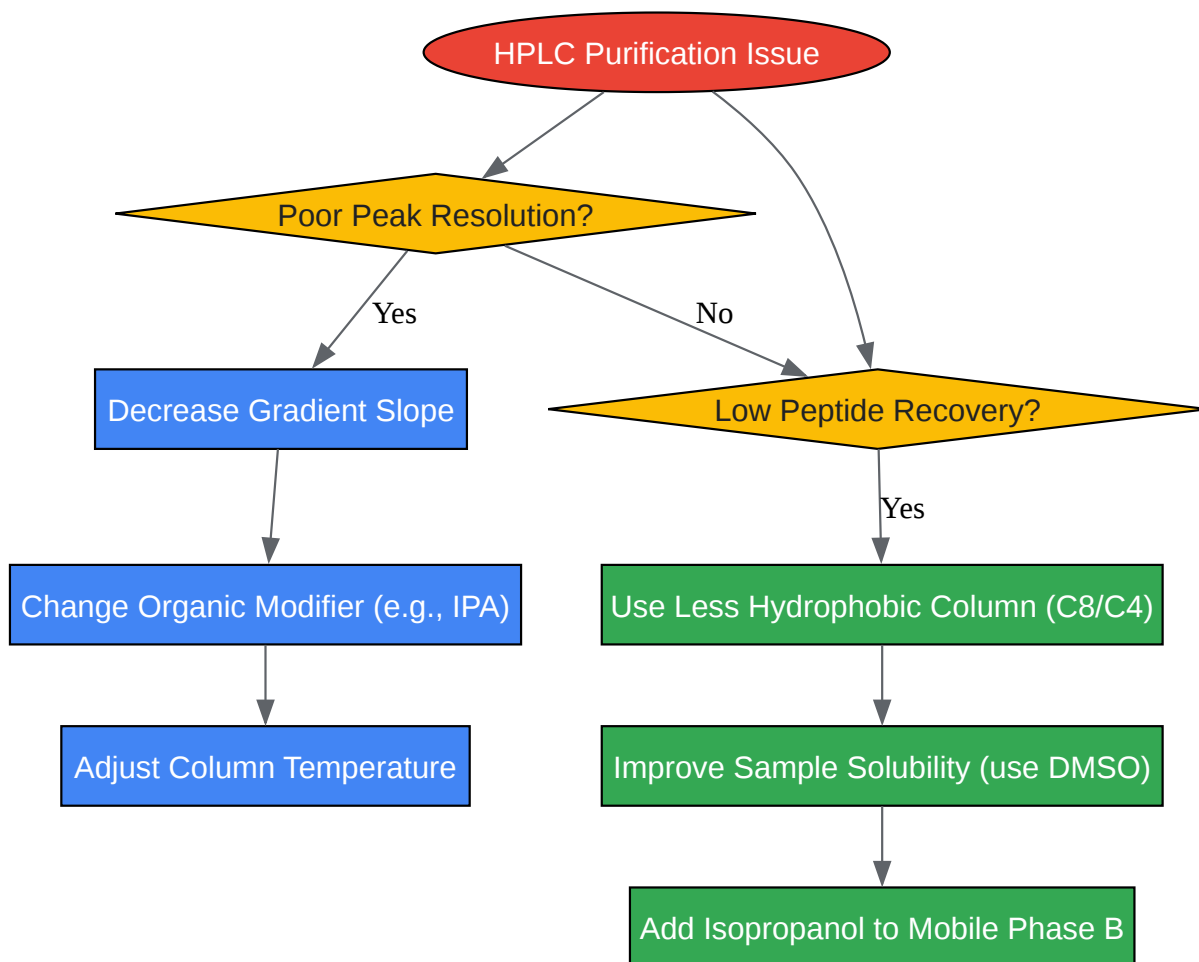 HPLC Purification Issue
Poor Peak Resolution?
Yes
No
Decrease Gradient Slope
Low Peptide Recovery?
Yes
Change Organic Modifier (e.g., IPA)
Use Less Hydrophobic Column (C8/C4)
Adjust Column Temperature
Improve Sample Solubility (use DMSO)
Add Isopropanol to Mobile Phase B